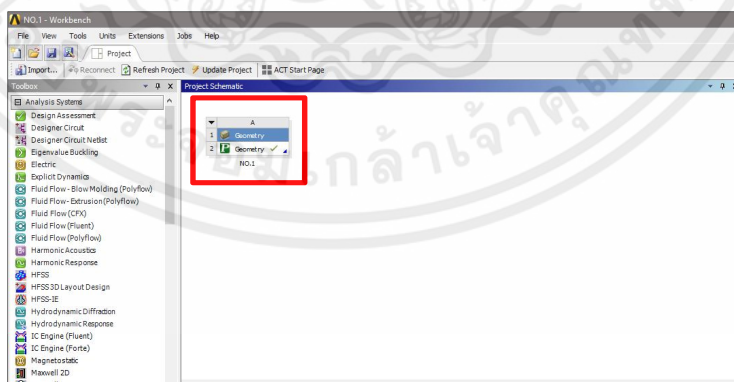 NO.1 - Workbench
File View Tools Units Extensions Jobs Help
Project
Import... Reconnect Refresh Project Update Project ACT Start Page
Toolbox
Project Schematic
Analysis Systems
Design Assessment
Designer Circuit
Designer Circuit Netlist
Eigenvalue Buckling
Electric
Explicit Dynamics
Fluid Flow - Blow Molding (Polyflow)
Fluid Flow - Extrusion (Polyflow)
Fluid Flow (CFX)
Fluid Flow (Fluent)
Fluid Flow (Polyflow)
Harmonic Acoustics
Harmonic Response
HFSS
HFSS 3D Layout Design
HFSS-IE
Hydrodynamic Diffraction
Hydrodynamic Response
IC Engine (Fluent)
IC Engine (Forte)
Magnetostatic
Maxwell 2D
A
1 Geometry
2 Geometry
NO.1